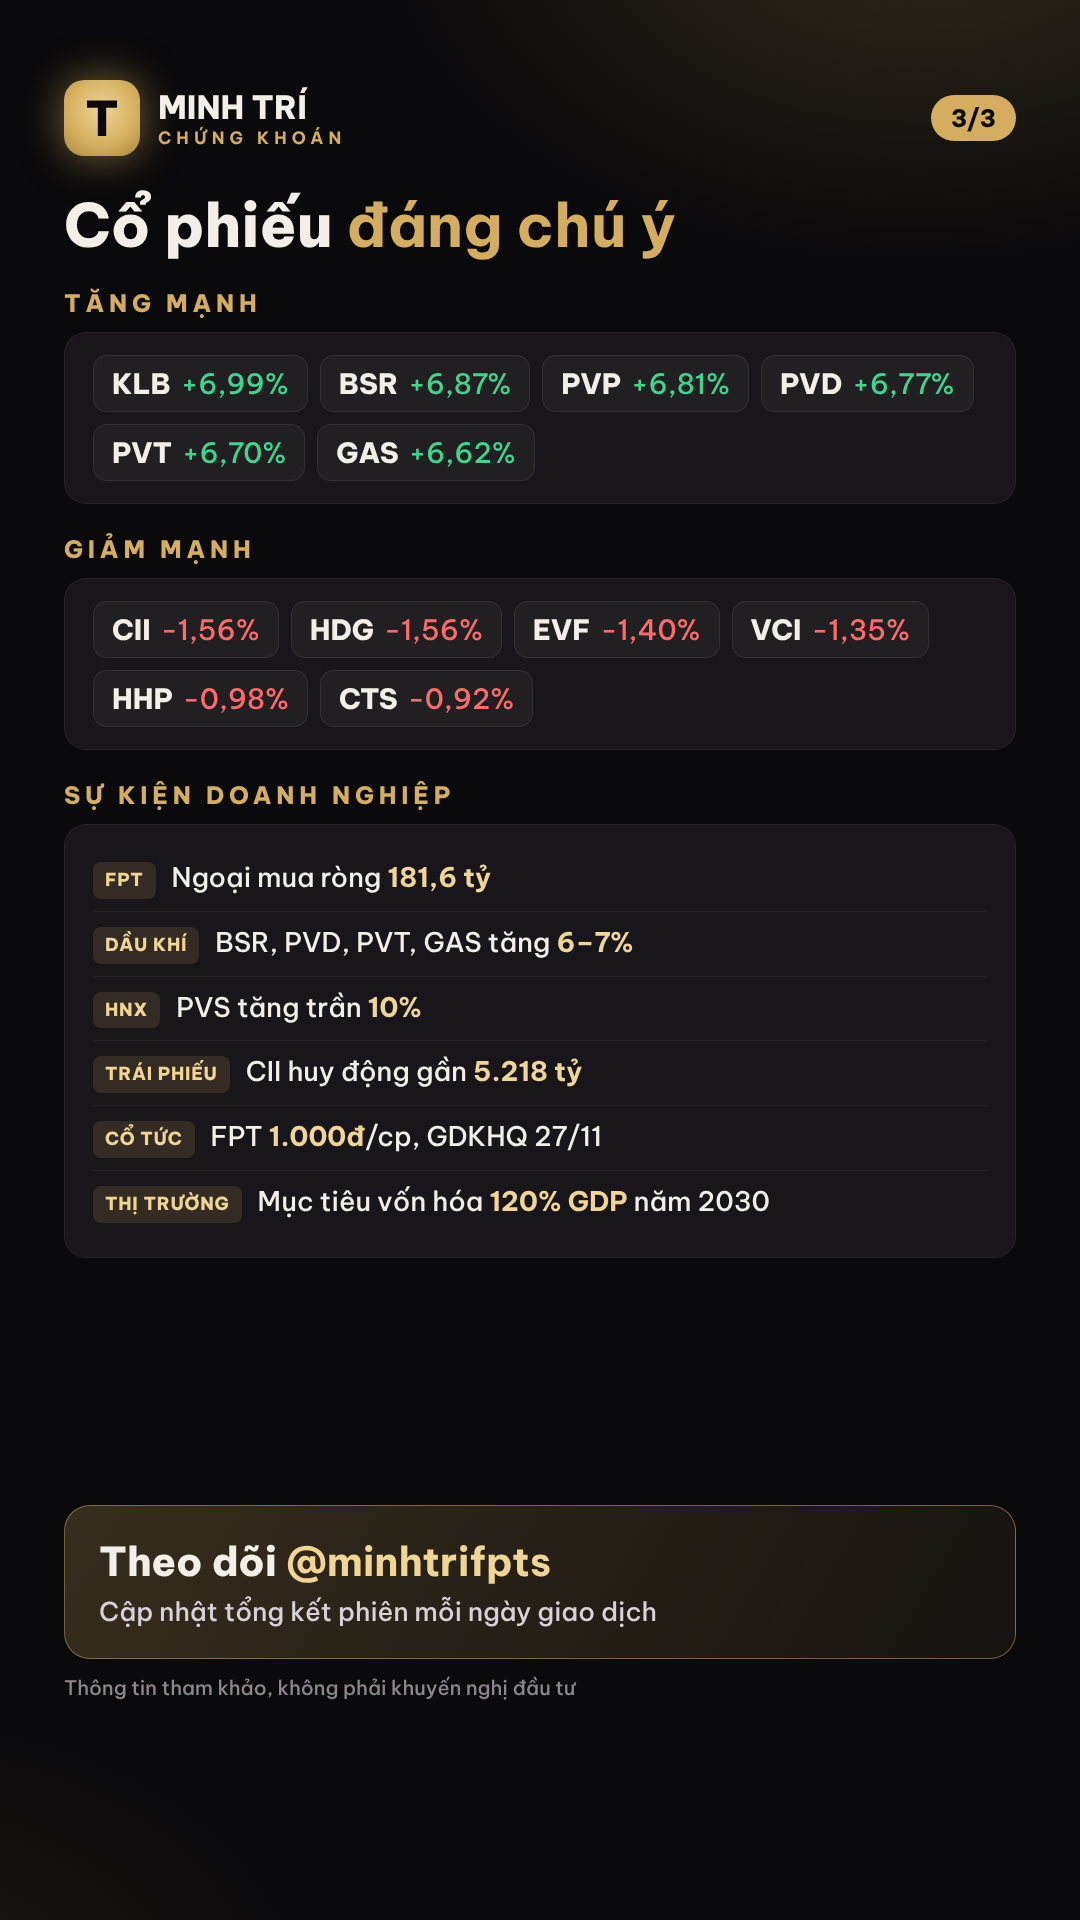 T
MINH TRÍ
CHỨNG KHOÁN
3/3
Cổ phiếu đáng chú ý
TĂNG MẠNH
KLB +6,99% BSR +6,87% PVP +6,81% PVD +6,77%
PVT +6,70% GAS +6,62%
GIẢM MẠNH
CII -1,56% HDG -1,56% EVF -1,40% VCI -1,35%
HHP -0,98% CTS -0,92%
SỰ KIỆN DOANH NGHIỆP
FPT Ngoại mua ròng 181,6 tỷ
DẦU KHÍ BSR, PVD, PVT, GAS tăng 6–7%
HNX PVS tăng trần 10%
TRÁI PHIẾU CII huy động gần 5.218 tỷ
CỔ TỨC FPT 1.000đ/cp, GDKHQ 27/11
THỊ TRƯỜNG Mục tiêu vốn hóa 120% GDP năm 2030
Theo dõi @minhtrifpts
Cập nhật tổng kết phiên mỗi ngày giao dịch
Thông tin tham khảo, không phải khuyến nghị đầu tư